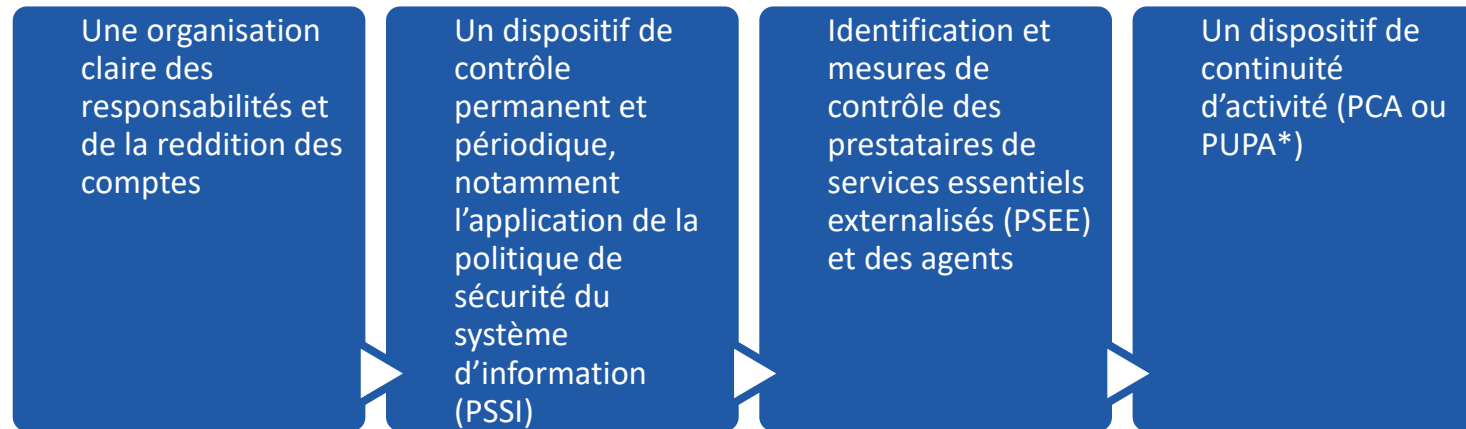 Une organisation
claire des
responsabilités et
de la reddition des
comptes
Un dispositif de
contrôle
permanent et
périodique,
notamment
l’application de la
politique de
sécurité du
système
d’information
(PSSI)
Identification et
mesures de
contrôle des
prestataires de
services essentiels
externalisés (PSEE)
et des agents
Un dispositif de
continuité
d’activité (PCA ou
PUPA*)